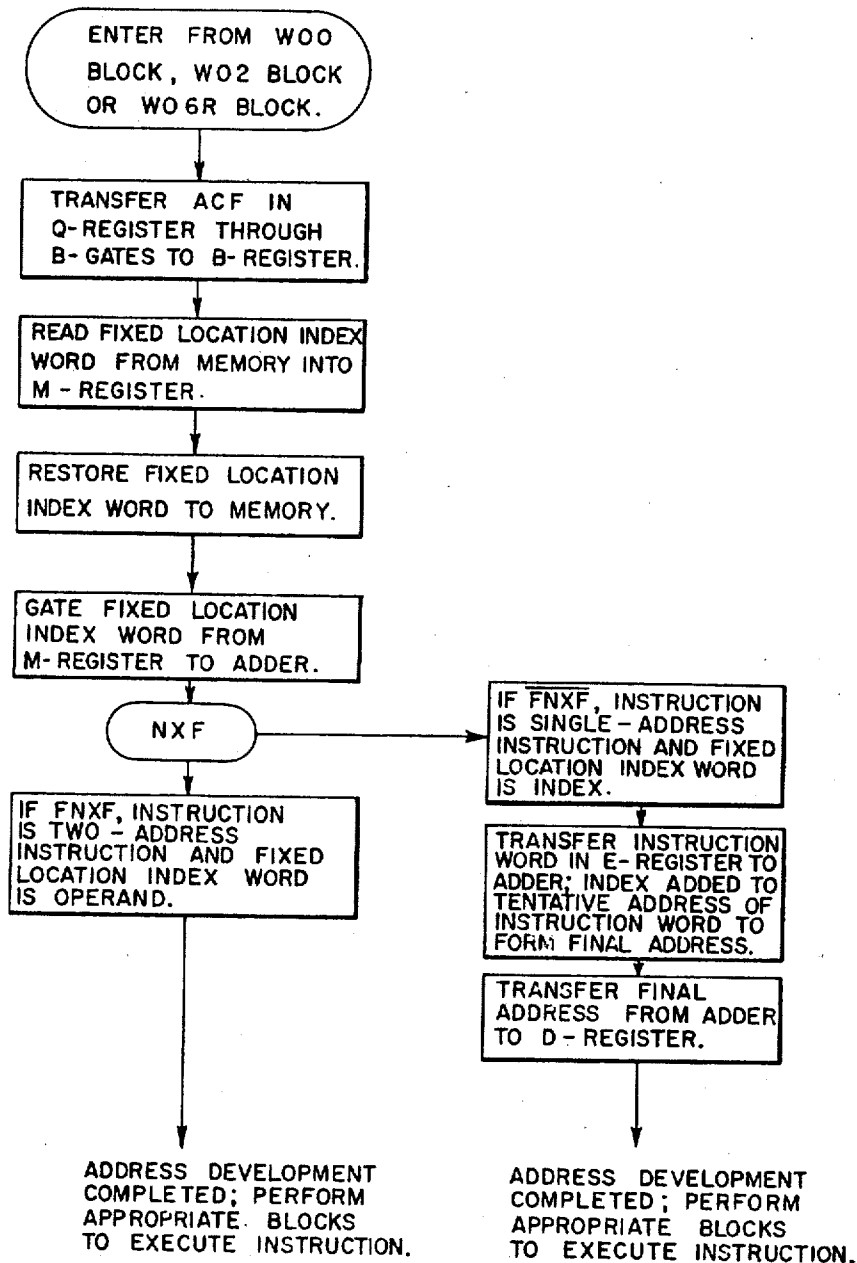 ENTER FROM W00
BLOCK, W02 BLOCK
OR W06R BLOCK.
TRANSFER ACF IN
Q-REGISTER THROUGH
B-GATES TO B-REGISTER.
READ FIXED LOCATION INDEX
WORD FROM MEMORY INTO
M-REGISTER.
RESTORE FIXED LOCATION
INDEX WORD TO MEMORY.
GATE FIXED LOCATION
INDEX WORD FROM
M-REGISTER TO ADDER.
NXF
IF FNXF, INSTRUCTION
IS TWO-ADDRESS
INSTRUCTION AND FIXED
LOCATION INDEX WORD
IS OPERAND.
ADDRESS DEVELOPMENT
COMPLETED; PERFORM
APPROPRIATE BLOCKS
TO EXECUTE INSTRUCTION.
IF F̅N̅X̅F̅, INSTRUCTION
IS SINGLE-ADDRESS
INSTRUCTION AND FIXED
LOCATION INDEX WORD
IS INDEX.
TRANSFER INSTRUCTION
WORD IN E-REGISTER TO
ADDER; INDEX ADDED TO
TENTATIVE ADDRESS OF
INSTRUCTION WORD TO
FORM FINAL ADDRESS.
TRANSFER FINAL
ADDRESS FROM ADDER
TO D-REGISTER.
ADDRESS DEVELOPMENT
COMPLETED; PERFORM
APPROPRIATE BLOCKS
TO EXECUTE INSTRUCTION.